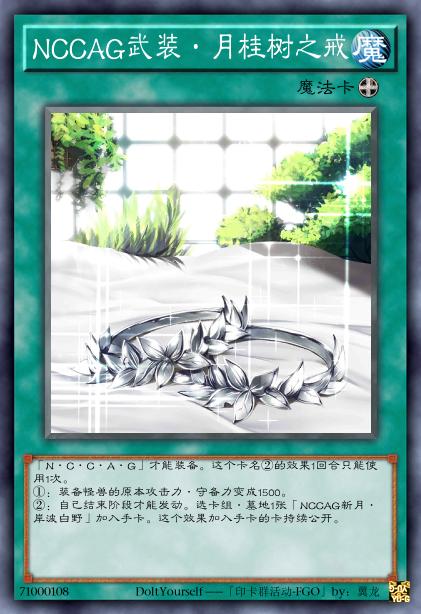 NCCAG武装·月桂树之戒
魔
魔法卡
「N·C·C·A·G」才能装备。这个卡名②的效果1回合只能使
用1次。
①：装备怪兽的原本攻击力·守备力变成1500。
②：自己结束阶段才能发动。选卡组·墓地1张「NCCAG新月·
岸波白野」加入手卡。这个效果加入手卡的卡持续公开。
71000108
DoItYourself ——「印卡群活动-FGO」by：翼龙